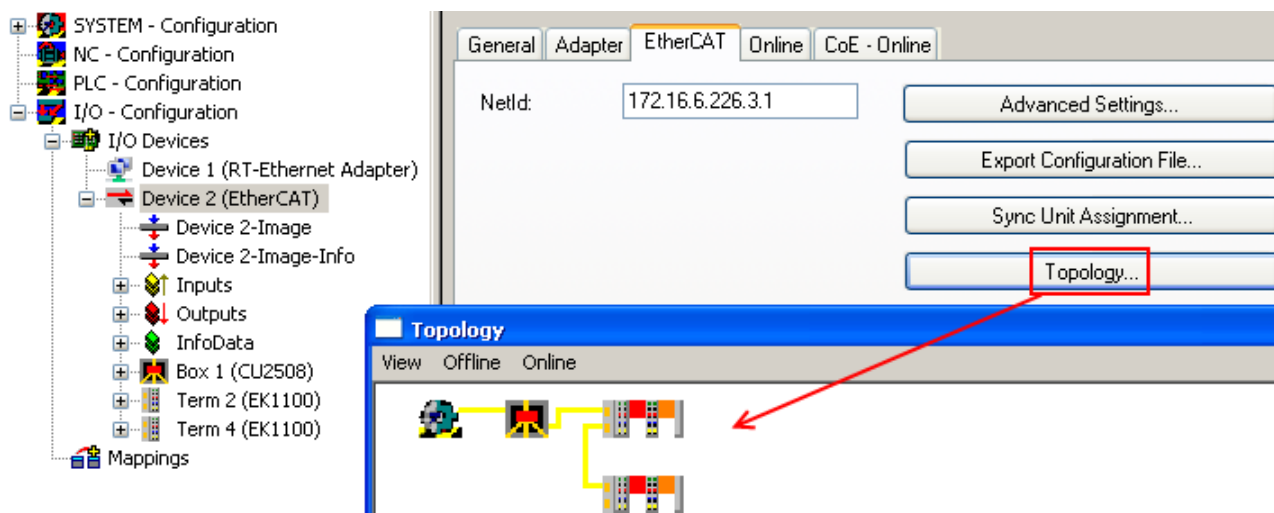 SYSTEM - Configuration
NC - Configuration
PLC - Configuration
I/O - Configuration
I/O Devices
Device 1 (RT-Ethernet Adapter)
Device 2 (EtherCAT)
Device 2-Image
Device 2-Image-Info
Inputs
Outputs
InfoData
Box 1 (CU2508)
Term 2 (EK1100)
Term 4 (EK1100)
Mappings
General Adapter EtherCAT Online CoE - Online
NetId: 172.16.6.226.3.1
Advanced Settings...
Export Configuration File...
Sync Unit Assignment...
Topology...
Topology
View Offline Online